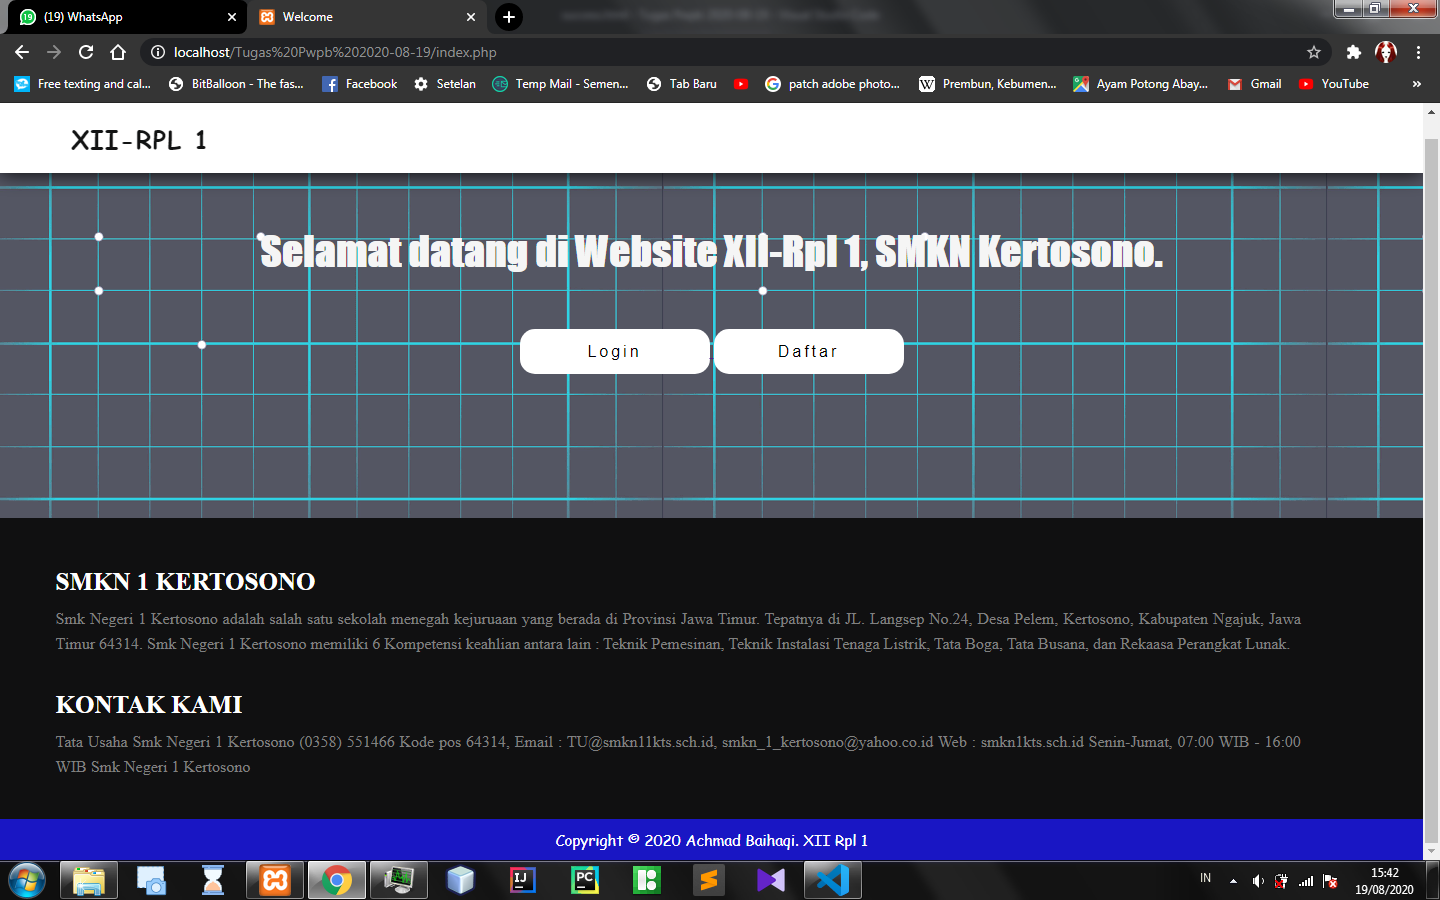 (19) WhatsApp
Welcome
localhost/Tugas%20Pwpb%202020-08-19/index.php
Free texting and cal...
BitBalloon - The fas...
Facebook
Setelan
Temp Mail - Semen...
Tab Baru
patch adobe photo...
Prembun, Kebumen...
Ayam Potong Abay...
Gmail
YouTube
»
XII-RPL 1
Selamat datang di Website XII-Rpl 1, SMKN Kertosono.
Login
Daftar
SMKN 1 KERTOSONO
Smk Negeri 1 Kertosono adalah salah satu sekolah menegah kejuruaan yang berada di Provinsi Jawa Timur. Tepatnya di JL. Langsep No.24, Desa Pelem, Kertosono, Kabupaten Ngajuk, Jawa
Timur 64314. Smk Negeri 1 Kertosono memiliki 6 Kompetensi keahlian antara lain : Teknik Pemesinan, Teknik Instalasi Tenaga Listrik, Tata Boga, Tata Busana, dan Rekaasa Perangkat Lunak.
KONTAK KAMI
Tata Usaha Smk Negeri 1 Kertosono (0358) 551466 Kode pos 64314, Email : TU@smkn11kts.sch.id, smkn_1_kertosono@yahoo.co.id Web : smkn1kts.sch.id Senin-Jumat, 07:00 WIB - 16:00
WIB Smk Negeri 1 Kertosono
Copyright © 2020 Achmad Baihaqi. XII Rpl 1
IJ
PC
IN
15:42
19/08/2020